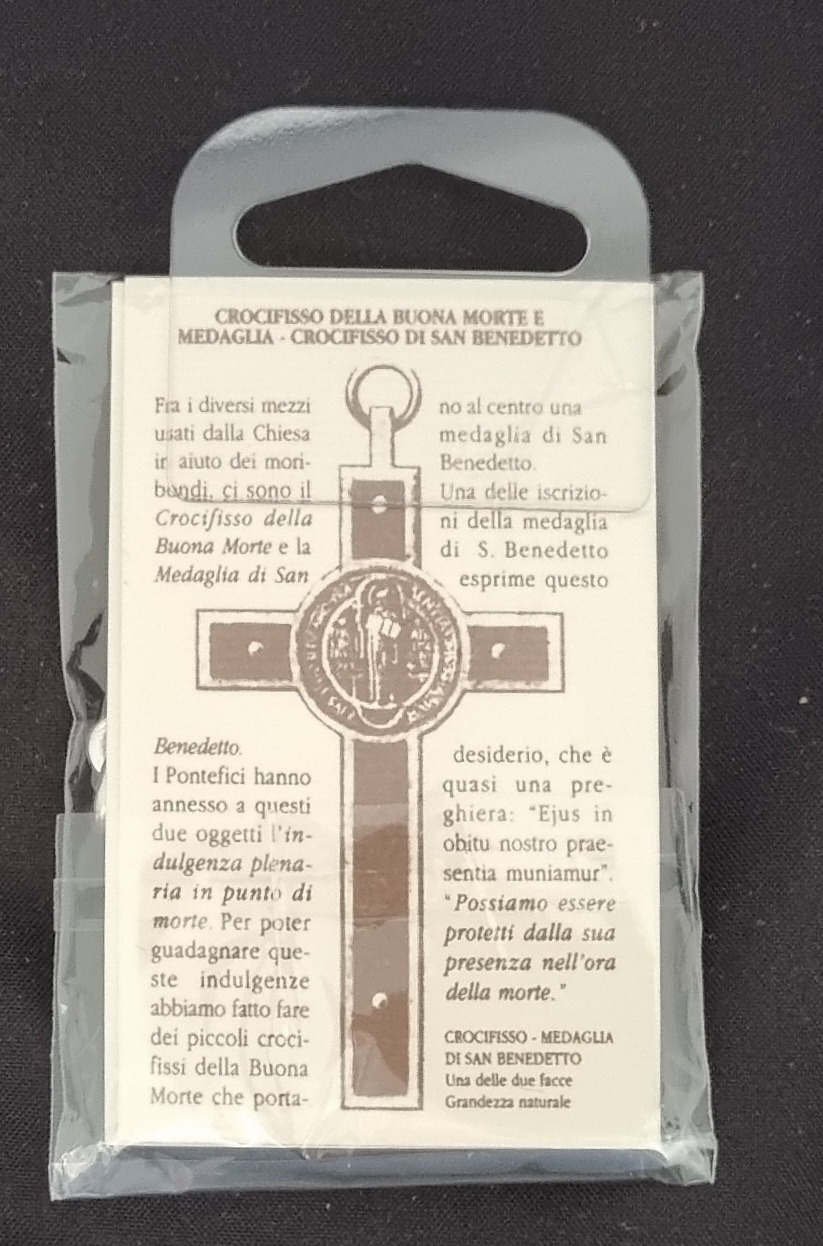 CROCIFISSO DELLA BUONA MORTE E
MEDAGLIA - CROCIFISSO DI SAN BENEDETTO
Fra i diversi mezzi
usati dalla Chiesa
in aiuto dei mori-
bondi, ci sono il
Crocifisso della
Buona Morte e la
Medaglia di San
Benedetto.
I Pontefici hanno
annesso a questi
due oggetti l'in-
dulgenza plena-
ria in punto di
morte. Per poter
guadagnare que-
ste indulgenze
abbiamo fatto fare
dei piccoli croci-
fissi della Buona
Morte che porta-
no al centro una
medaglia di San
Benedetto.
Una delle iscrizio-
ni della medaglia
di S. Benedetto
esprime questo
desiderio, che è
quasi una pre-
ghiera: "Ejus in
obitu nostro prae-
sentia muniamur".
"Possiamo essere
protetti dalla sua
presenza nell'ora
della morte."
CROCIFISSO - MEDAGLIA
DI SAN BENEDETTO
Una delle due facce
Grandezza naturale